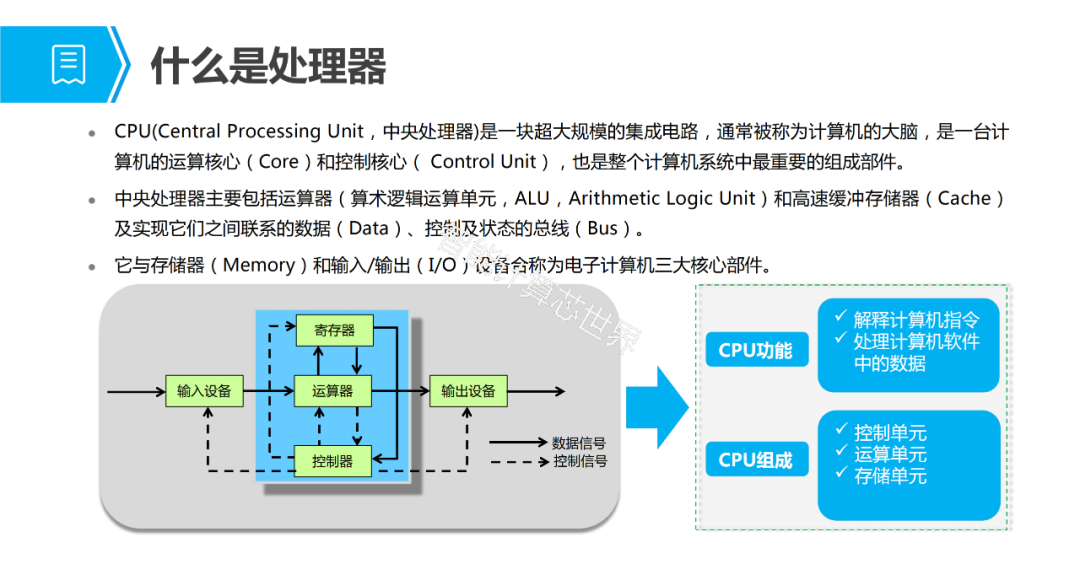 什么是处理器
CPU(Central Processing Unit，中央处理器)是一块超大规模的集成电路，通常被称为计算机的大脑，是一台计
算机的运算核心（Core）和控制核心（ Control Unit ），也是整个计算机系统中最重要的组成部件。
中央处理器主要包括运算器（算术逻辑运算单元，ALU，Arithmetic Logic Unit）和高速缓冲存储器（Cache）
及实现它们之间联系的数据（Data）、控制及状态的总线（Bus）。
它与存储器（Memory）和输入/输出（I/O）设备合称为电子计算机三大核心部件。
智能计算芯世界
寄存器
输入设备
运算器
输出设备
控制器
数据信号
控制信号
CPU功能
✓ 解释计算机指令
✓ 处理计算机软件
中的数据
CPU组成
✓ 控制单元
✓ 运算单元
✓ 存储单元